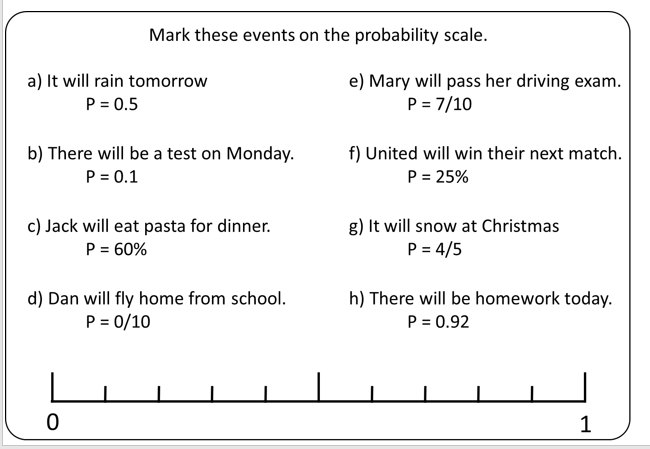 Mark these events on the probability scale.
a) It will rain tomorrow
P = 0.5
b) There will be a test on Monday.
P = 0.1
c) Jack will eat pasta for dinner.
P = 60%
d) Dan will fly home from school.
P = 0/10
e) Mary will pass her driving exam.
P = 7/10
f) United will win their next match.
P = 25%
g) It will snow at Christmas
P = 4/5
h) There will be homework today.
P = 0.92
0 1